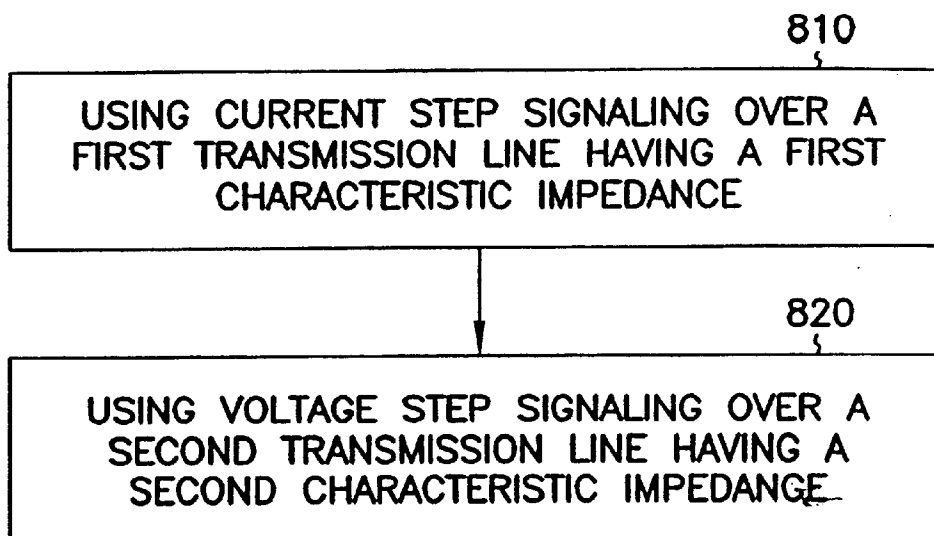 810
USING CURRENT STEP SIGNALING OVER A
FIRST TRANSMISSION LINE HAVING A FIRST
CHARACTERISTIC IMPEDANCE
820
USING VOLTAGE STEP SIGNALING OVER A
SECOND TRANSMISSION LINE HAVING A
SECOND CHARACTERISTIC IMPEDANCE